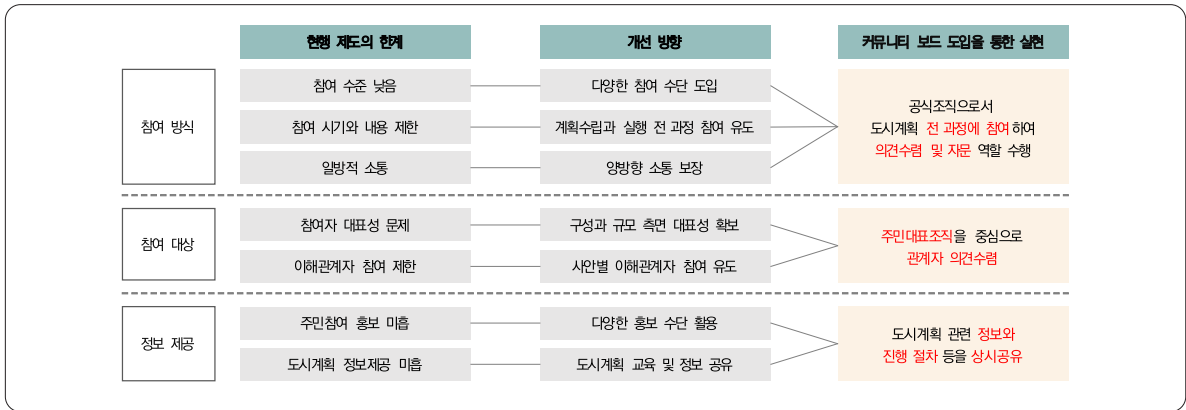 현행 제도의 한계
개선 방향
커뮤니티 보드 도입을 통한 실현
참여 방식
참여 수준 낮음
다양한 참여 수단 도입
참여 시기와 내용 제한
계획수립과 실행 전 과정 참여 유도
일방적 소통
양방향 소통 보장
공식조직으로서
도시계획 전 과정에 참여하여
의견수렴 및 자문 역할 수행
참여 대상
참여자 대표성 문제
구성과 규모 측면 대표성 확보
이해관계자 참여 제한
사안별 이해관계자 참여 유도
주민대표조직을 중심으로
관계자 의견수렴
정보 제공
주민참여 홍보 미흡
다양한 홍보 수단 활용
도시계획 정보제공 미흡
도시계획 교육 및 정보 공유
도시계획 관련 정보와
진행 절차 등을 상시공유